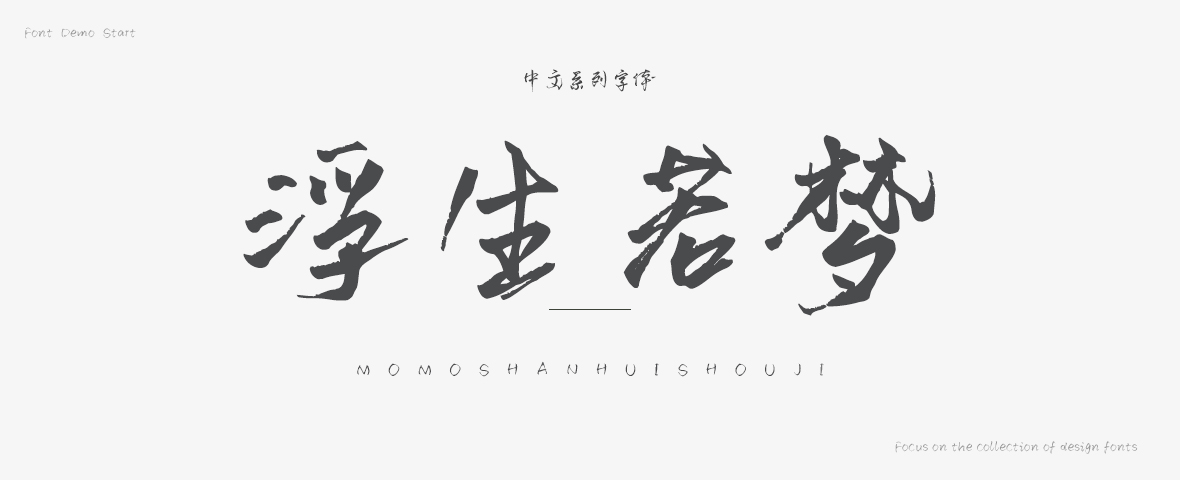 Font Demo Start
中文系列字体
浮生若梦
MOMOSHANHUISHOUJI
Focus on the collection of design fonts